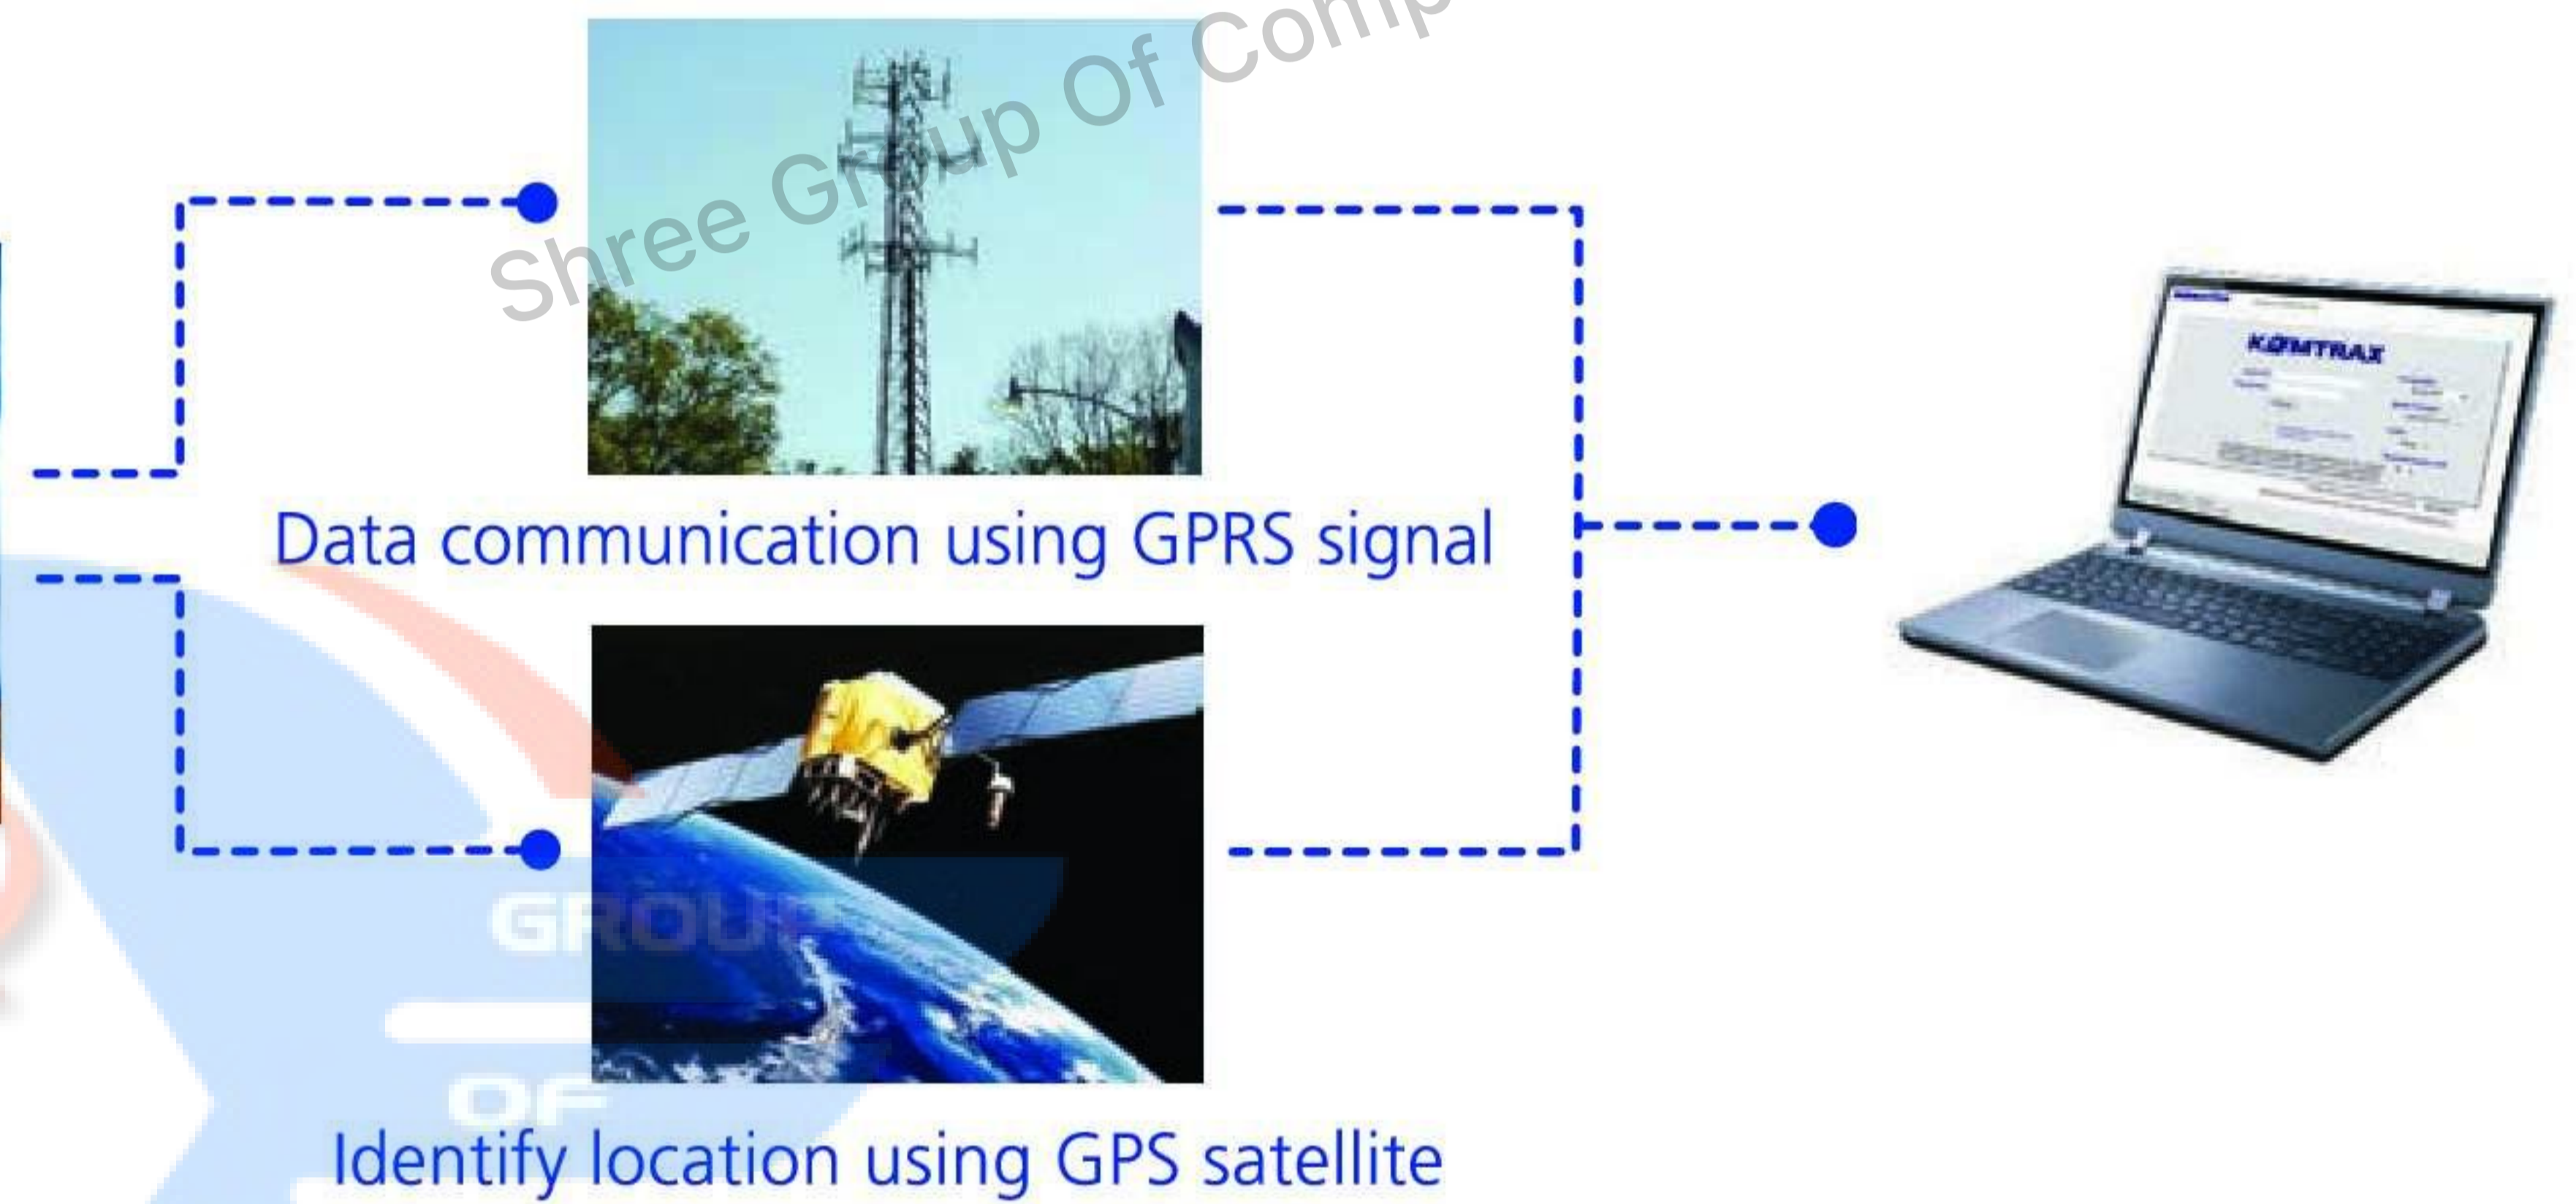 Shree Group Of Comp
Data communication using GPRS signal
KOMTRAX
GROUP
OF
Identify location using GPS satellite